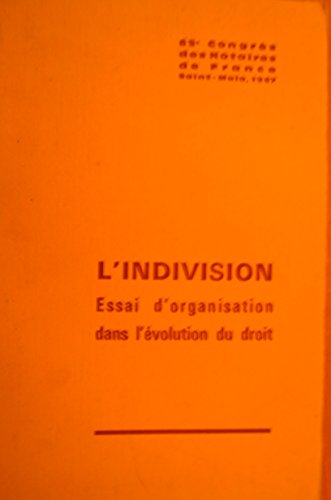 65e Congrès
des Notaires
de France
Saint-Malo, 1967
L'INDIVISION
Essai d'organisation
dans l'évolution du droit